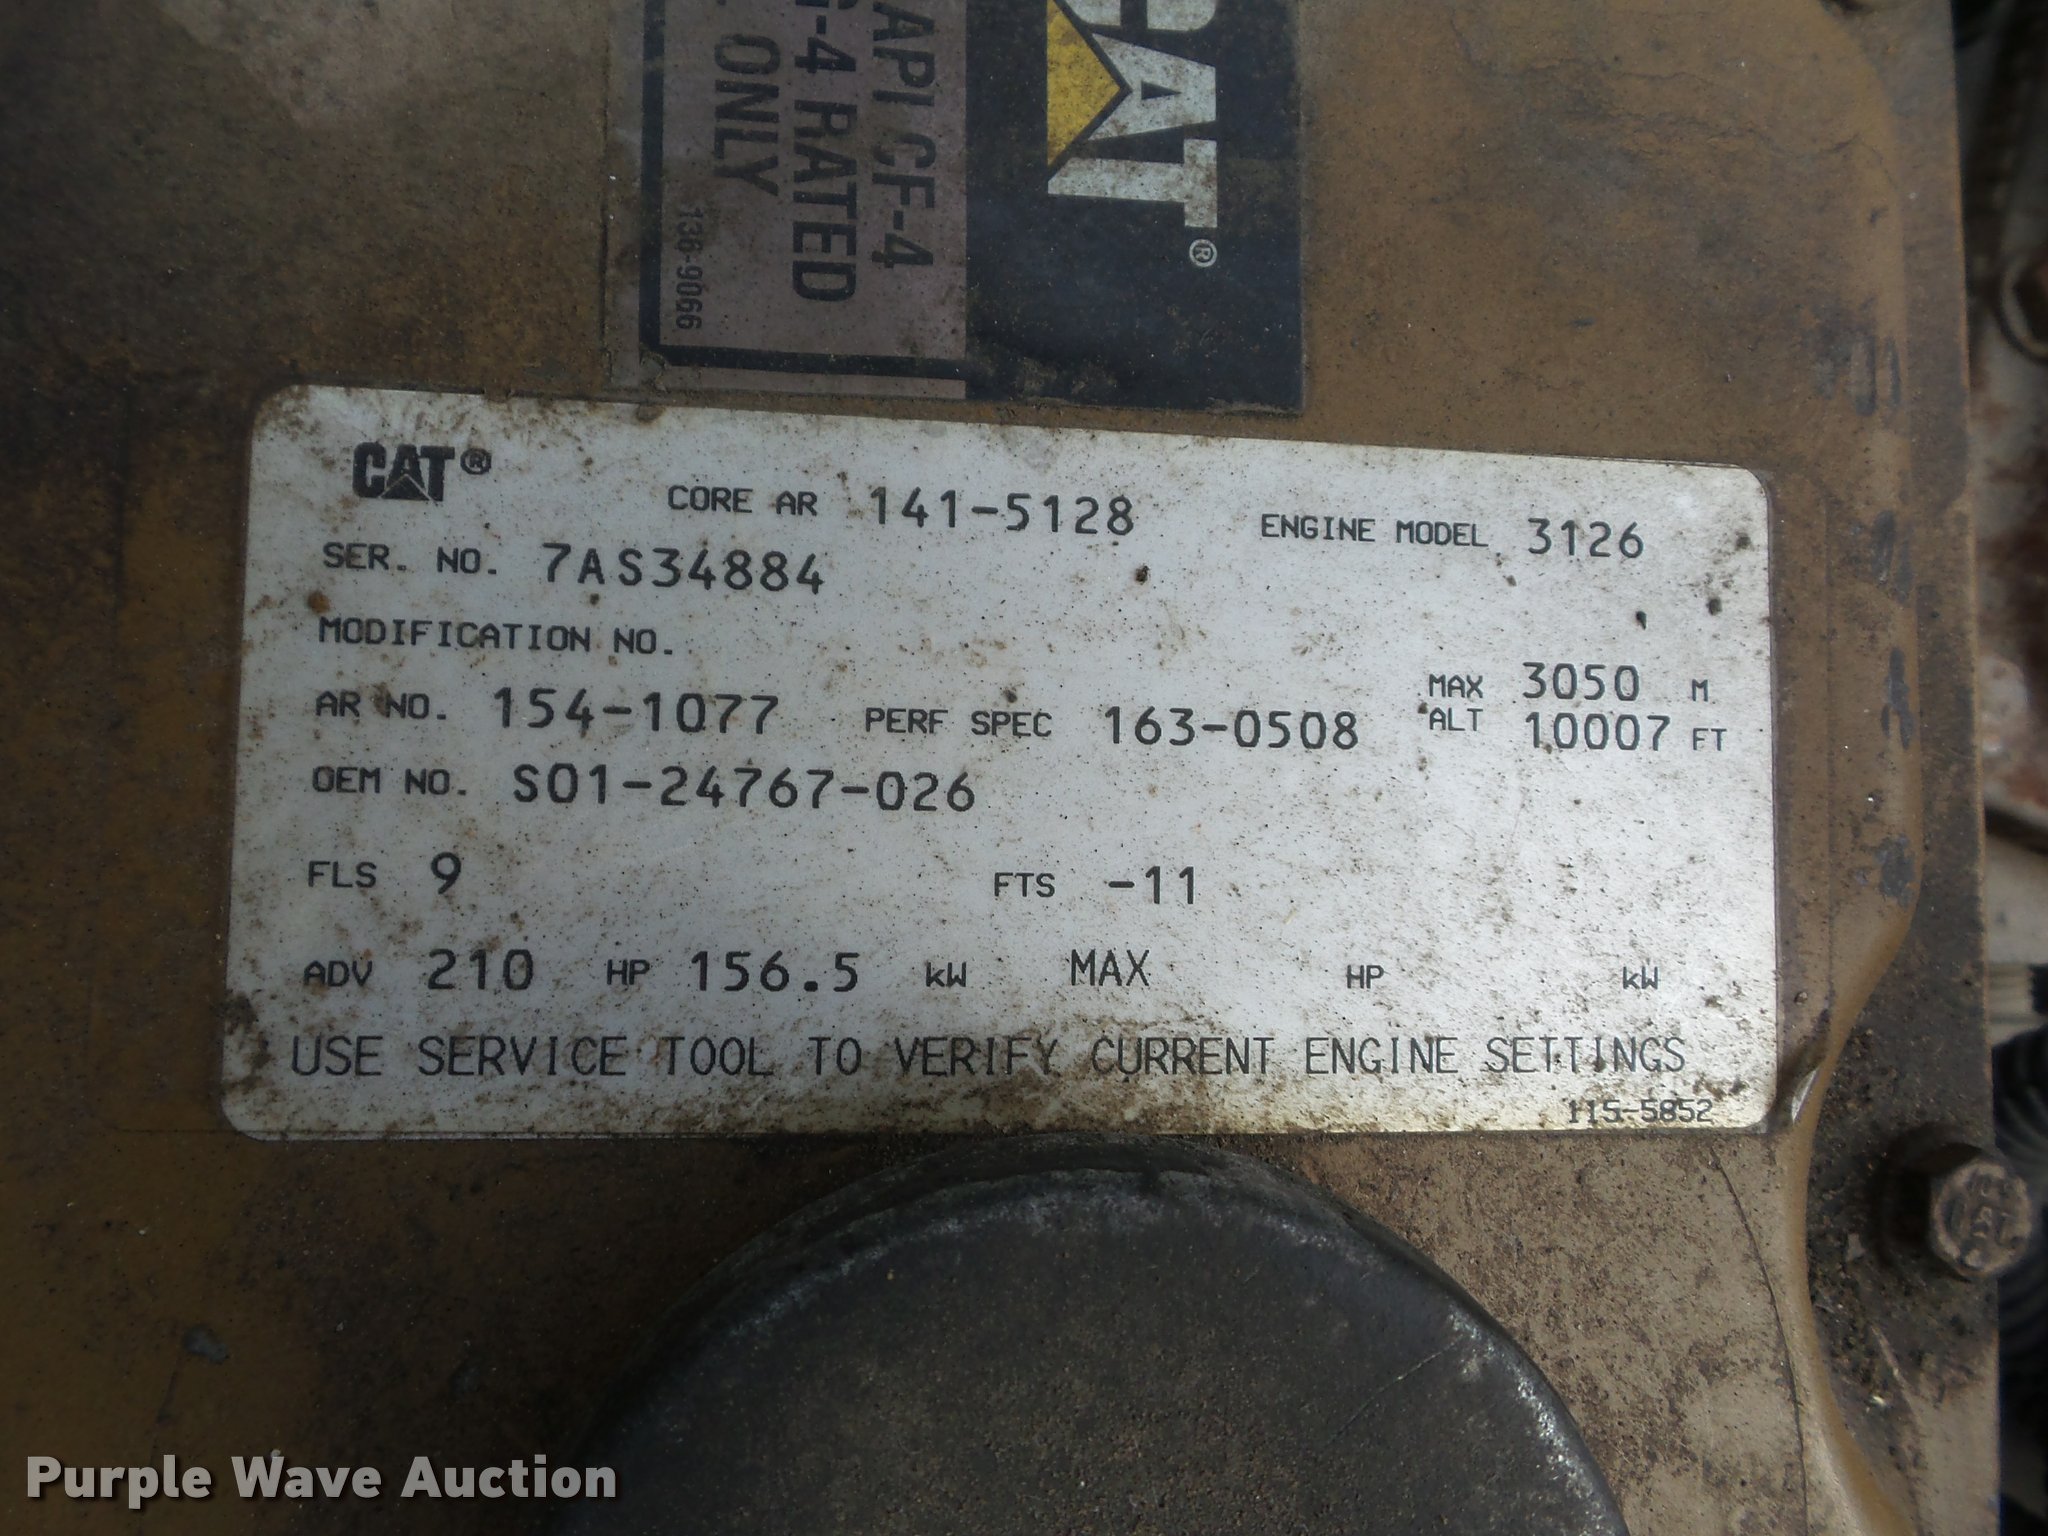 CAT®
API CF-4
G-4 RATED
ONLY
136-9066
CAT® CORE AR 141-5128 ENGINE MODEL 3126
SER. NO. 7AS34884
MODIFICATION NO.
AR NO. 154-1077 PERF SPEC 163-0508 MAX ALT 3050 M 10007 FT
OEM NO. S01-24767-026
FLS 9 FTS -11
ADV 210 HP 156.5 kW MAX HP kW
USE SERVICE TOOL TO VERIFY CURRENT ENGINE SETTINGS
115-5852
Purple Wave Auction